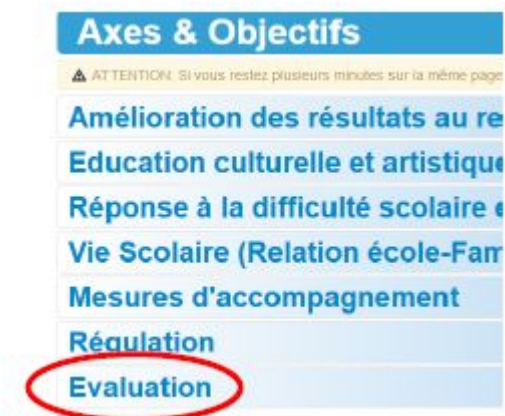 Axes & Objectifs
ATTENTION: Si vous restez plusieurs minutes sur la même page
Amélioration des résultats au re
Education culturelle et artistique
Réponse à la difficulté scolaire e
Vie Scolaire (Relation école-Fam
Mesures d'accompagnement
Régulation
Evaluation